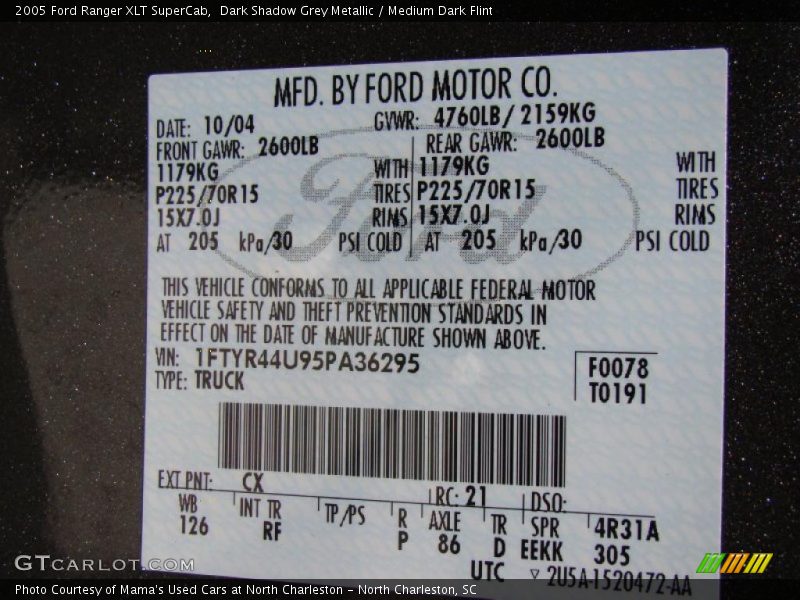 2005 Ford Ranger XLT SuperCab,  Dark Shadow Grey Metallic / Medium Dark Flint
MFD. BY FORD MOTOR CO.
DATE: 10/04 GVWR: 4760LB/ 2159KG
FRONT GAWR: 2600LB REAR GAWR: 2600LB
1179KG WITH 1179KG WITH
P225/70R15 TIRES P225/70R15 TIRES
15X7.0J RIMS 15X7.0J RIMS
AT 205 kPa/30 PSI COLD AT 205 kPa/30 PSI COLD
Ford
THIS VEHICLE CONFORMS TO ALL APPLICABLE FEDERAL MOTOR
VEHICLE SAFETY AND THEFT PREVENTION STANDARDS IN
EFFECT ON THE DATE OF MANUFACTURE SHOWN ABOVE.
VIN: 1FTYR44U95PA36295
TYPE: TRUCK
F0078
T0191
EXT PNT: CX RC: 21 DSO:
WB INT TR TP/PS R AXLE TR SPR 4R31A
126 RF P 86 D EEKK 305
UTC ▽ 2U5A-1520472-AA
GTCARLOT.COM
Photo Courtesy of Mama's Used Cars at North Charleston – North Charleston, SC